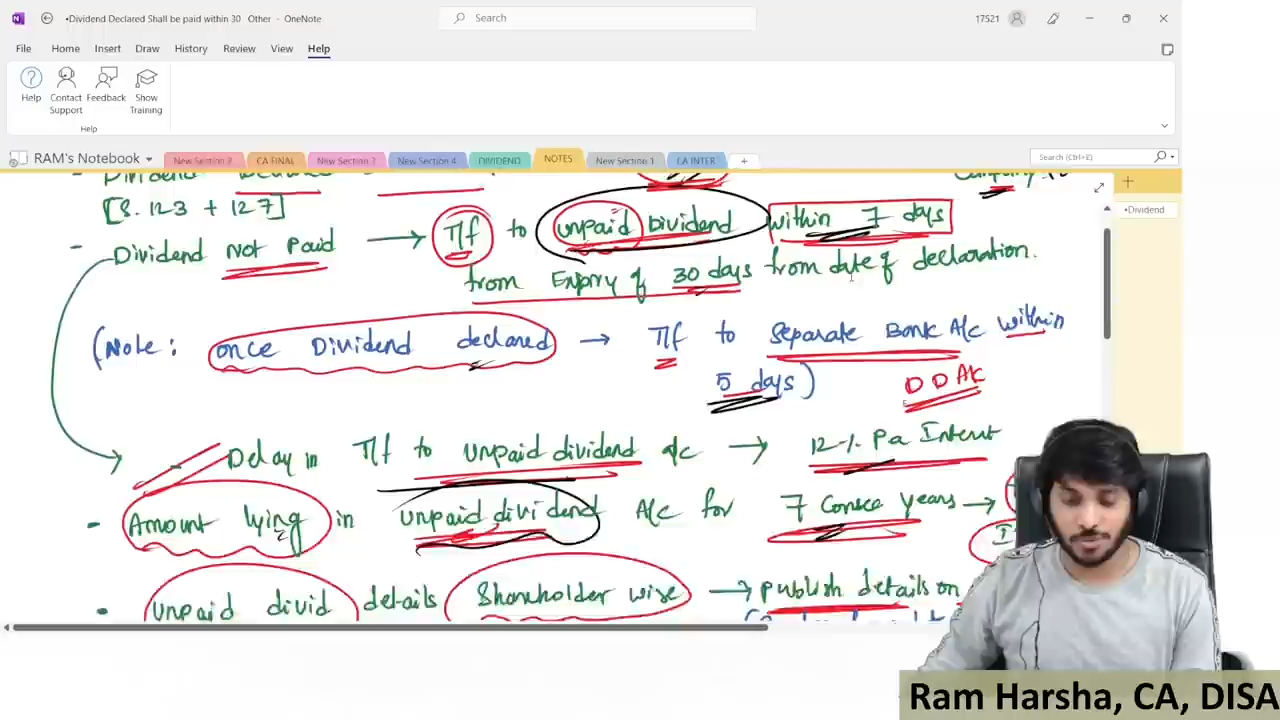 •Dividend Declared Shall be paid within 30 Other - OneNote
Search
17521
File Home Insert Draw History Review View Help
Help Contact Support Feedback Show Training
Help
RAM's Notebook New Section 2 CA FINAL New Section 3 New Section 4 DIVIDEND NOTES New Section 1 CA INTER +
Search (Ctrl+E)
•Dividend
- Dividend
[S. 123 + 127]
- Dividend Not Paid → T/f to unpaid Dividend within 7 days
from Expiry of 30 days from date of declaration.
(Note: once Dividend declared → T/f to Separate Bank A/c within
5 days) DD A/c
- Delay in T/f to unpaid dividend a/c → 12% pa Interest
- Amount lying in unpaid dividend A/c for 7 Conse years →
• unpaid divid details Shareholder wise → publish details on
Ram Harsha, CA, DISA